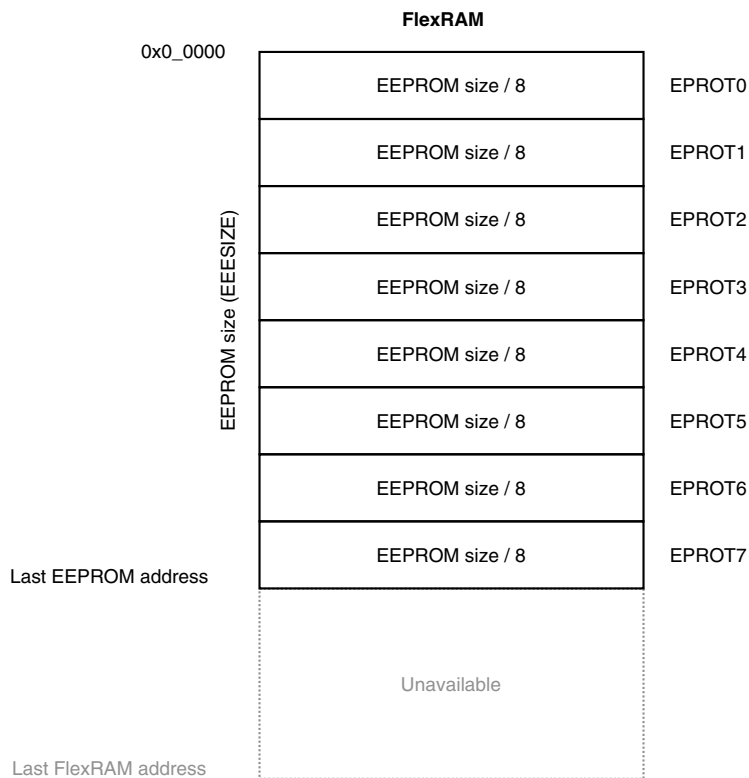 FlexRAM
0x0_0000
EEPROM size / 8 EPROT0
EEPROM size / 8 EPROT1
EEPROM size / 8 EPROT2
EEPROM size / 8 EPROT3
EEPROM size / 8 EPROT4
EEPROM size / 8 EPROT5
EEPROM size / 8 EPROT6
EEPROM size / 8 EPROT7
EEPROM size (EEESIZE)
Last EEPROM address
Unavailable
Last FlexRAM address